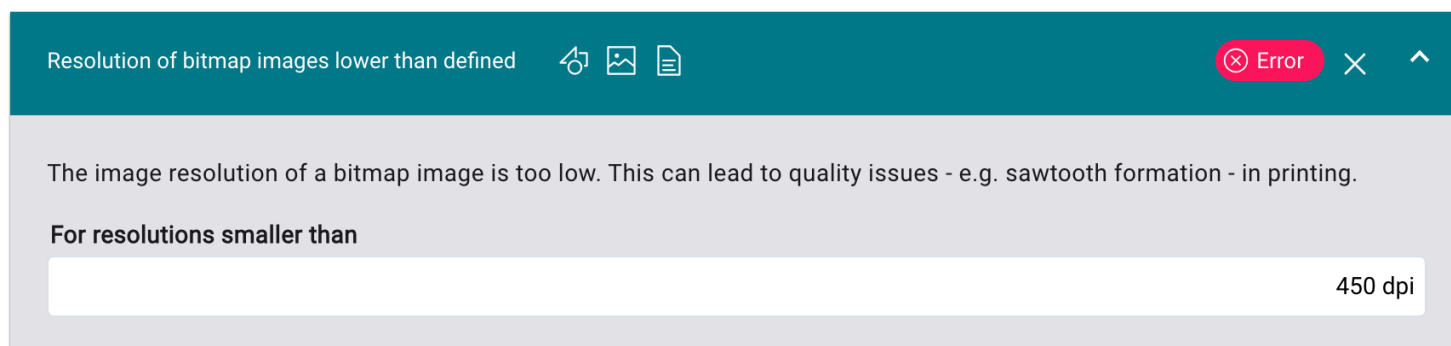 Resolution of bitmap images lower than defined
Error
The image resolution of a bitmap image is too low. This can lead to quality issues - e.g. sawtooth formation - in printing.
For resolutions smaller than
450 dpi